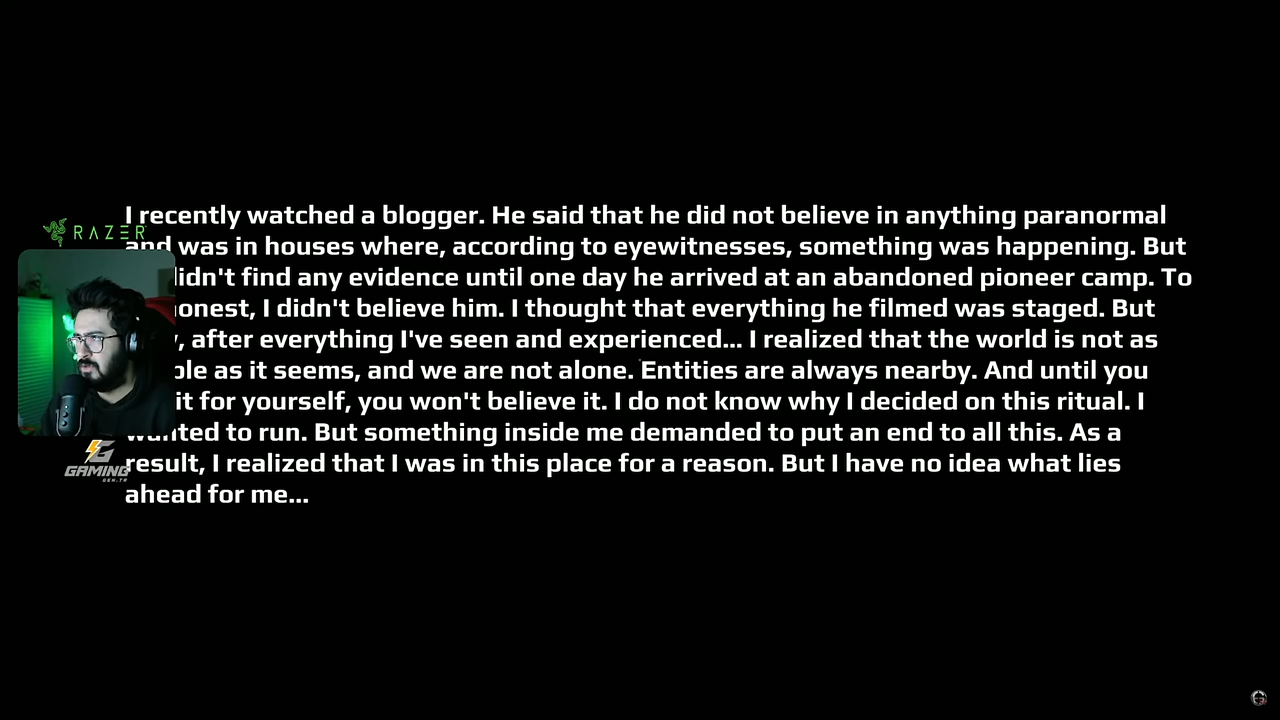 I recently watched a blogger. He said that he did not believe in anything paranormal
RAZER
and was in houses where, according to eyewitnesses, something was happening. But
didn't find any evidence until one day he arrived at an abandoned pioneer camp. To
honest, I didn't believe him. I thought that everything he filmed was staged. But
after everything I've seen and experienced... I realized that the world is not as
as it seems, and we are not alone. Entities are always nearby. And until you
it for yourself, you won't believe it. I do not know why I decided on this ritual. I
wanted to run. But something inside me demanded to put an end to all this. As a
result, I realized that I was in this place for a reason. But I have no idea what lies
GAMING
GEN.TR
ahead for me...